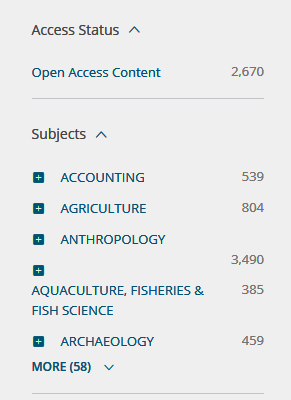 Access Status
Open Access Content 2,670
Subjects
ACCOUNTING 539
AGRICULTURE 804
ANTHROPOLOGY
3,490
AQUACULTURE, FISHERIES & 385
FISH SCIENCE
ARCHAEOLOGY 459
MORE (58)